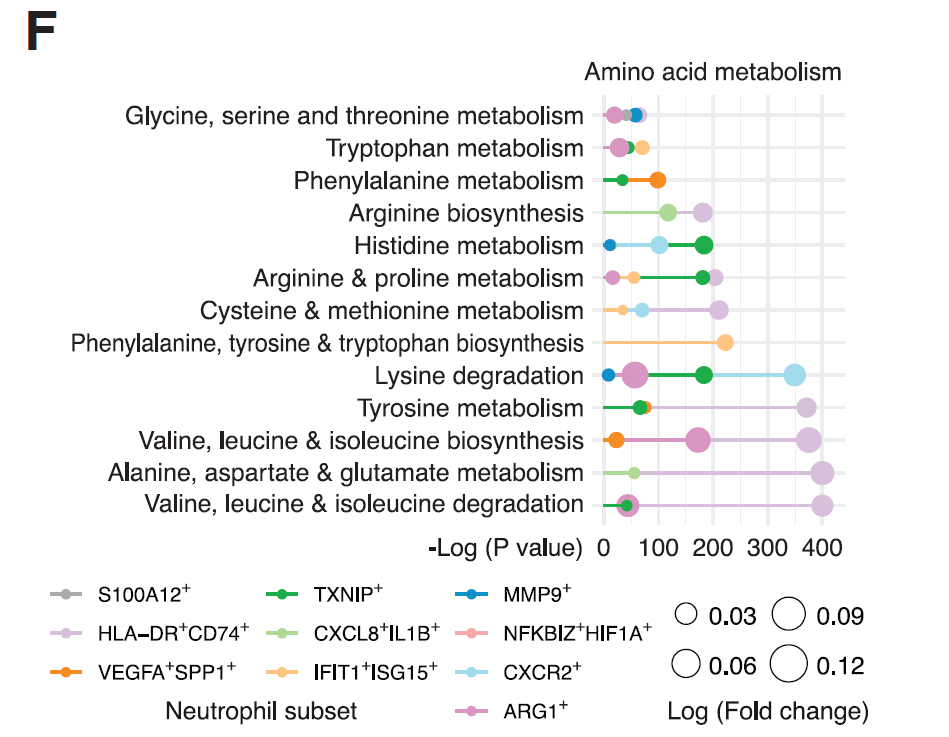 F
Amino acid metabolism
Glycine, serine and threonine metabolism
Tryptophan metabolism
Phenylalanine metabolism
Arginine biosynthesis
Histidine metabolism
Arginine & proline metabolism
Cysteine & methionine metabolism
Phenylalanine, tyrosine & tryptophan biosynthesis
Lysine degradation
Tyrosine metabolism
Valine, leucine & isoleucine biosynthesis
Alanine, aspartate & glutamate metabolism
Valine, leucine & isoleucine degradation
-Log (P value) 0 100 200 300 400
S100A12⁺ TXNIP⁺ MMP9⁺
HLA–DR⁺CD74⁺ CXCL8⁺IL1B⁺ NFKBIZ⁺HIF1A⁺
VEGFA⁺SPP1⁺ IFIT1⁺ISG15⁺ CXCR2⁺
Neutrophil subset ARG1⁺
0.03 0.09
0.06 0.12
Log (Fold change)